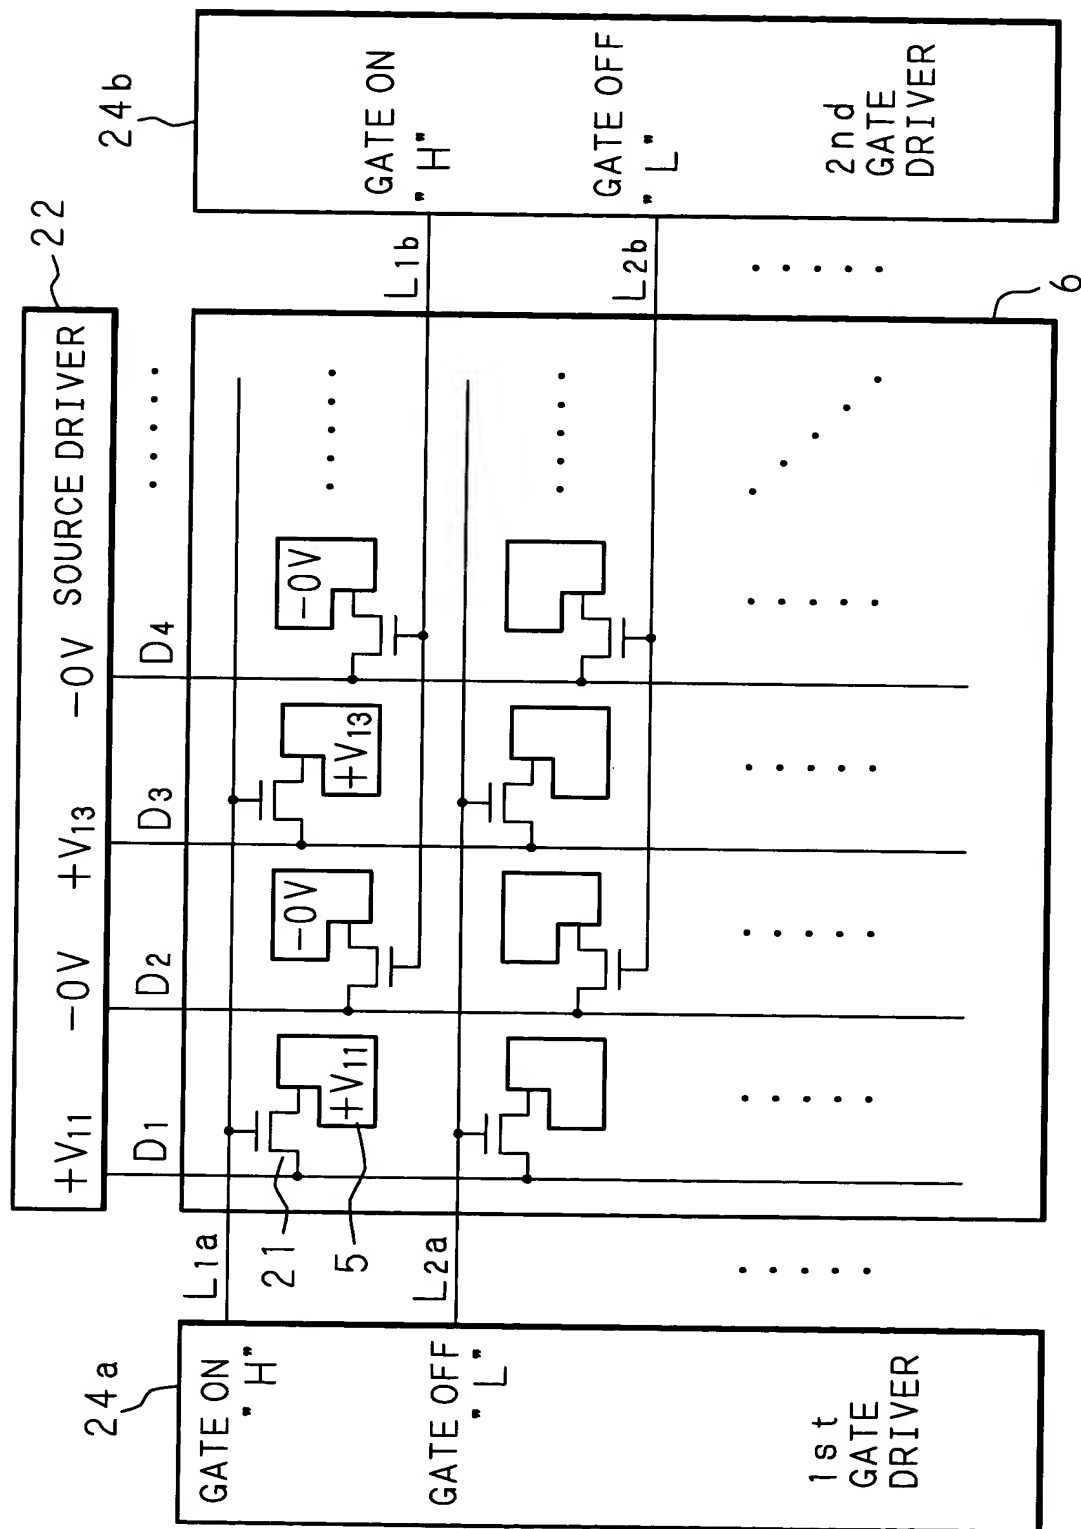 22
+V11 -0V +V13 -0V SOURCE DRIVER
D1 D2 D3 D4
24a
GATE ON
"H"
GATE OFF
"L"
1st
GATE
DRIVER
24b
GATE ON
"H"
GATE OFF
"L"
2nd
GATE
DRIVER
L1a
L2a
L1b
L2b
21
5
+V11
-0V
+V13
-0V
6